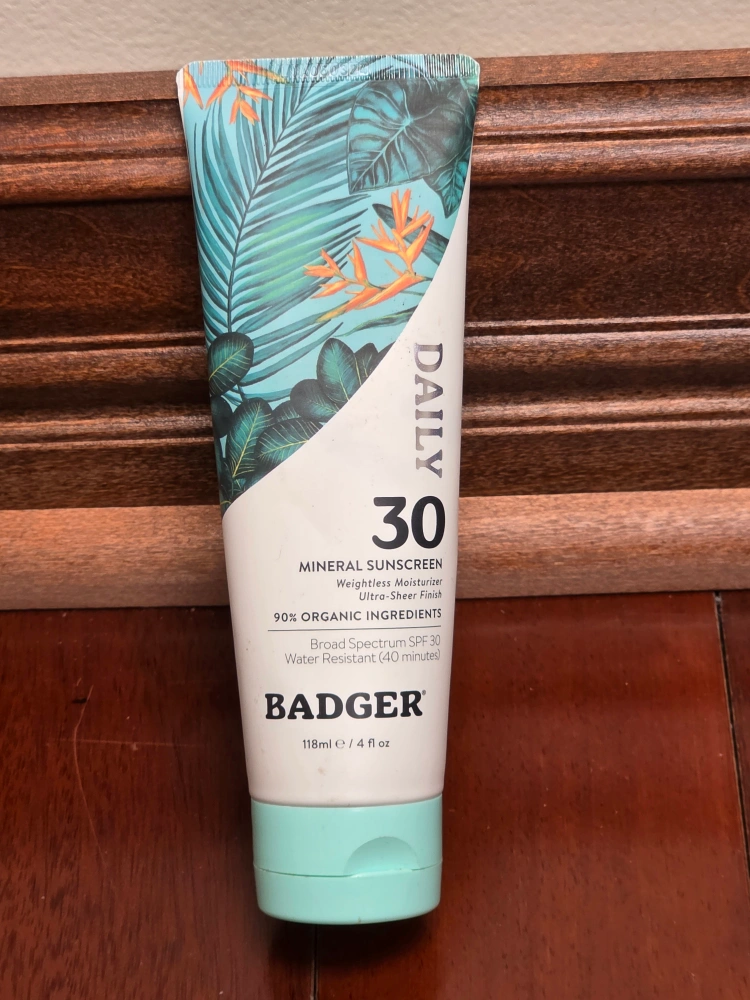 DAILY
30
MINERAL SUNSCREEN
Weightless Moisturizer
Ultra-Sheer Finish
90% ORGANIC INGREDIENTS
Broad Spectrum SPF 30
Water Resistant (40 minutes)
BADGER®
118ml ℮ / 4 fl oz